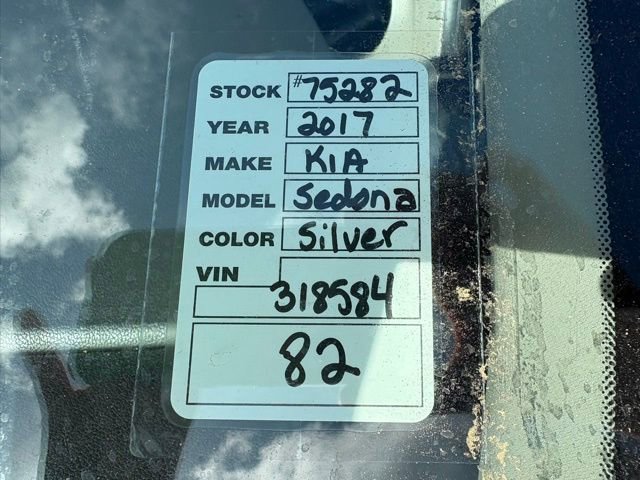 STOCK #75282
YEAR 2017
MAKE KIA
MODEL Sedona
COLOR Silver
VIN
318584
82